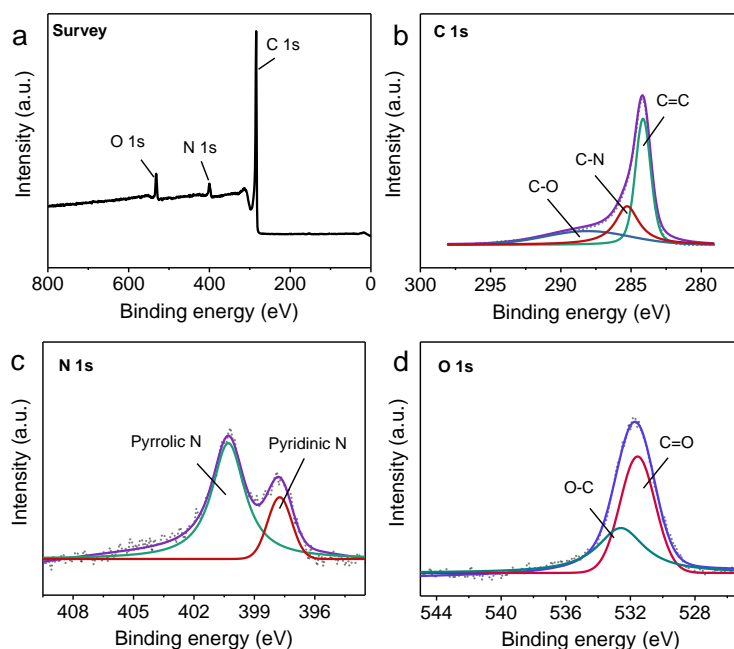 a
Survey
C 1s
O 1s
N 1s
Intensity (a.u.)
800 600 400 200 0
Binding energy (eV)
b
C 1s
C=C
C-N
C-O
Intensity (a.u.)
300 295 290 285 280
Binding energy (eV)
c
N 1s
Pyrrolic N
Pyridinic N
Intensity (a.u.)
408 405 402 399 396
Binding energy (eV)
d
O 1s
C=O
O-C
Intensity (a.u.)
544 540 536 532 528
Binding energy (eV)